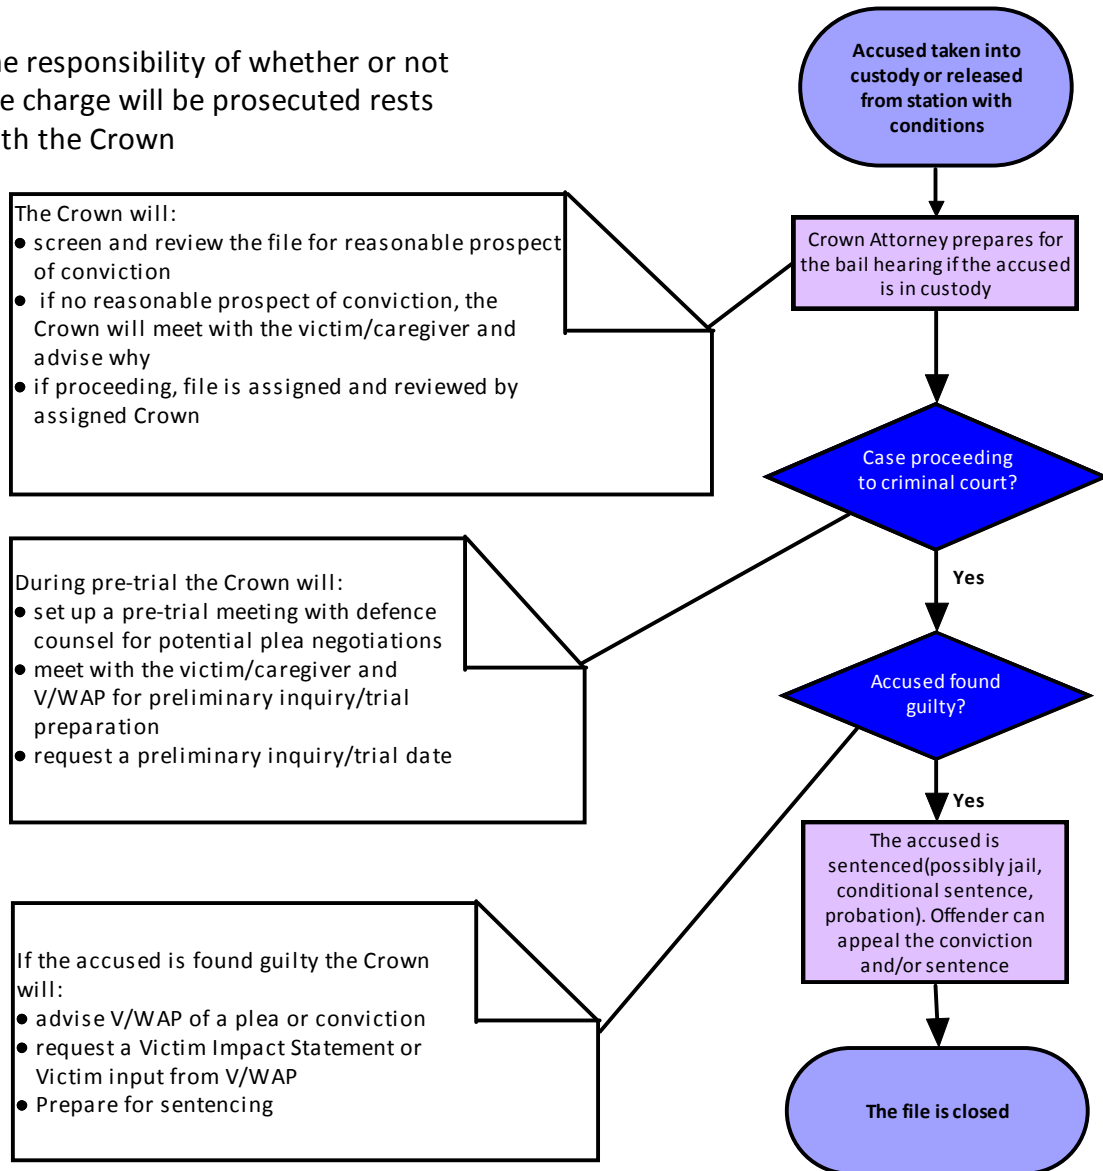 he responsibility of whether or not
e charge will be prosecuted rests
ith the Crown
Accused taken into
custody or released
from station with
conditions
The Crown will:
● screen and review the file for reasonable prospect
of conviction
● if no reasonable prospect of conviction, the
Crown will meet with the victim/caregiver and
advise why
● if proceeding, file is assigned and reviewed by
assigned Crown
Crown Attorney prepares for
the bail hearing if the accused
is in custody
Case proceeding
to criminal court?
Yes
During pre-trial the Crown will:
● set up a pre-trial meeting with defence
counsel for potential plea negotiations
● meet with the victim/caregiver and
V/WAP for preliminary inquiry/trial
preparation
● request a preliminary inquiry/trial date
Accused found
guilty?
Yes
The accused is
sentenced(possibly jail,
conditional sentence,
probation). Offender can
appeal the conviction
and/or sentence
If the accused is found guilty the Crown
will:
● advise V/WAP of a plea or conviction
● request a Victim Impact Statement or
Victim input from V/WAP
● Prepare for sentencing
The file is closed